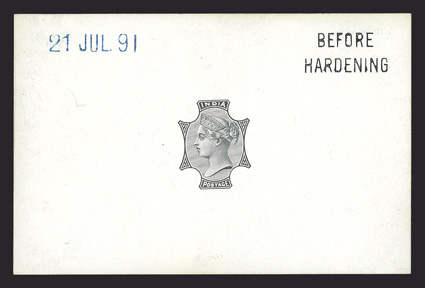 21 JUL. 91
BEFORE
HARDENING
INDIA
POSTAGE